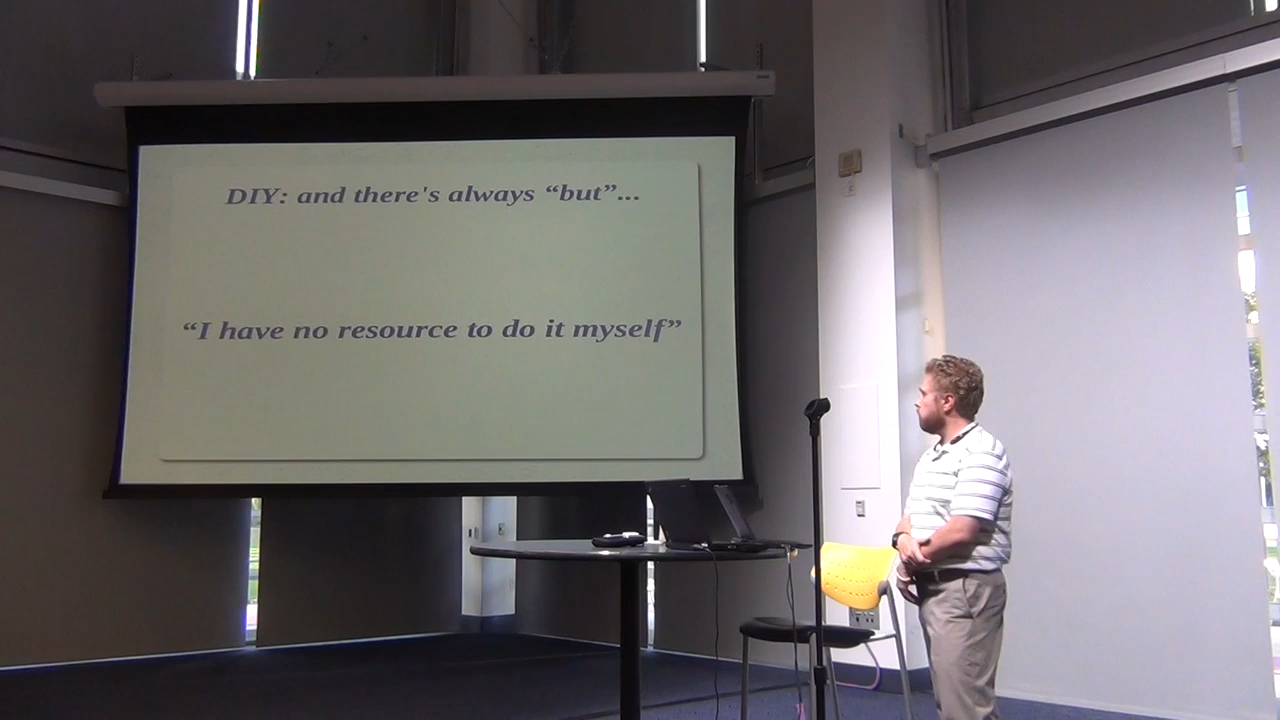 DIY: and there's always “but”...
“I have no resource to do it myself”